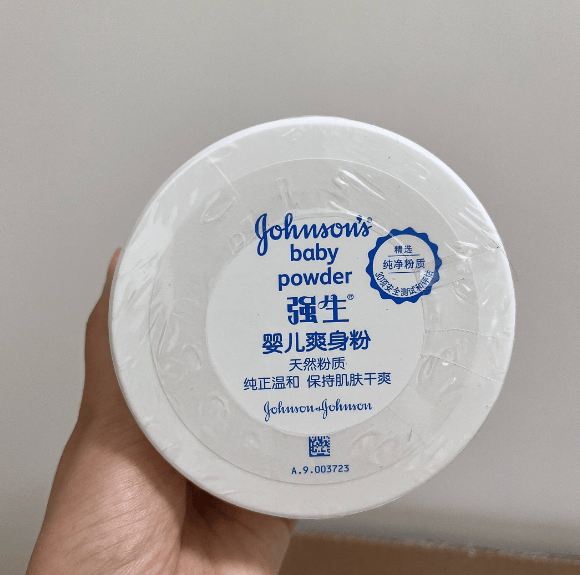 Johnson's
baby
powder
强生®
婴儿爽身粉
天然粉质
纯正温和 保持肌肤干爽
Johnson & Johnson
A.9.003723
精选
纯净粉质